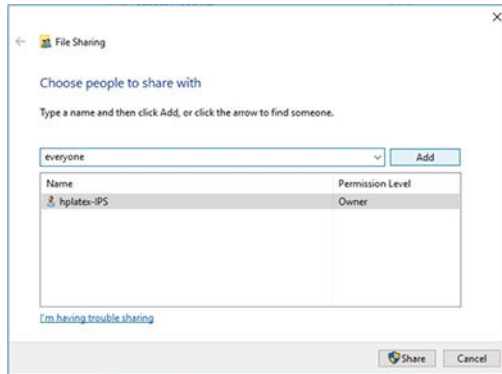 File Sharing
Choose people to share with
Type a name and then click Add, or click the arrow to find someone.
everyone
Add
Name Permission Level
hplatex-IPS Owner
I'm having trouble sharing
Share Cancel